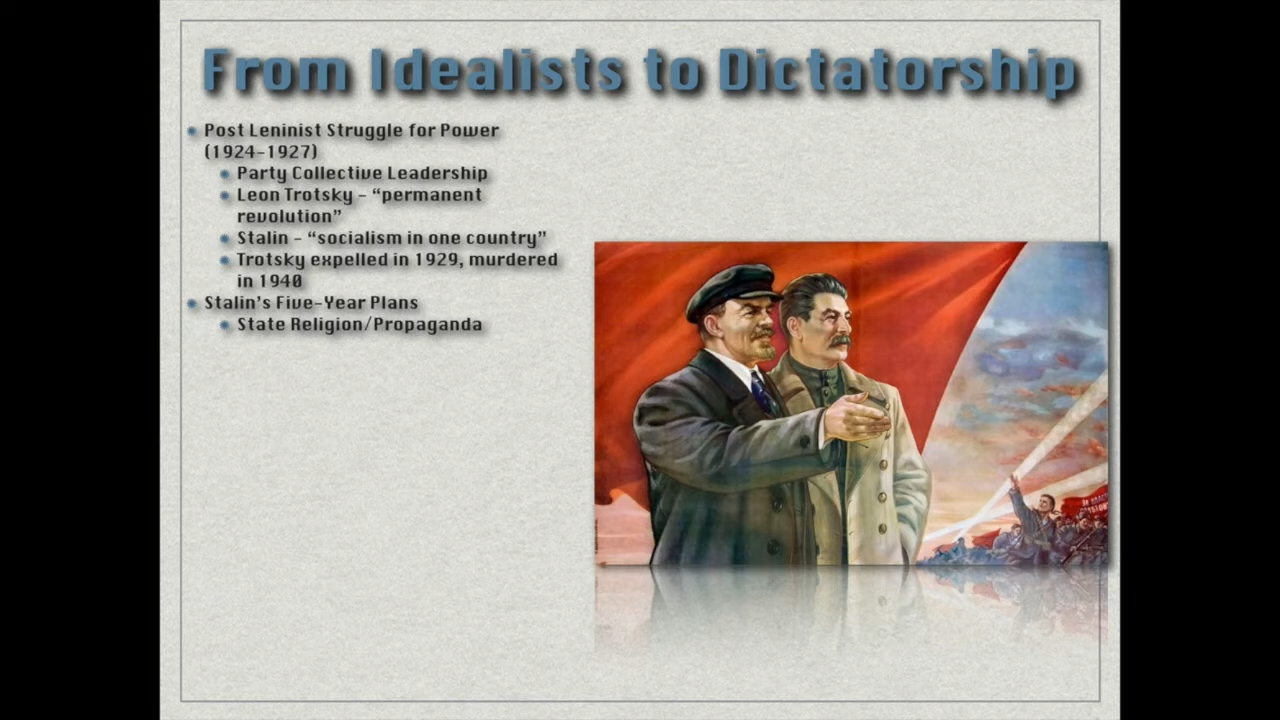 From Idealists to Dictatorship
• Post Leninist Struggle for Power
(1924-1927)
• Party Collective Leadership
• Leon Trotsky - “permanent
revolution”
• Stalin - “socialism in one country”
• Trotsky expelled in 1929, murdered
in 1940
• Stalin’s Five-Year Plans
• State Religion/Propaganda